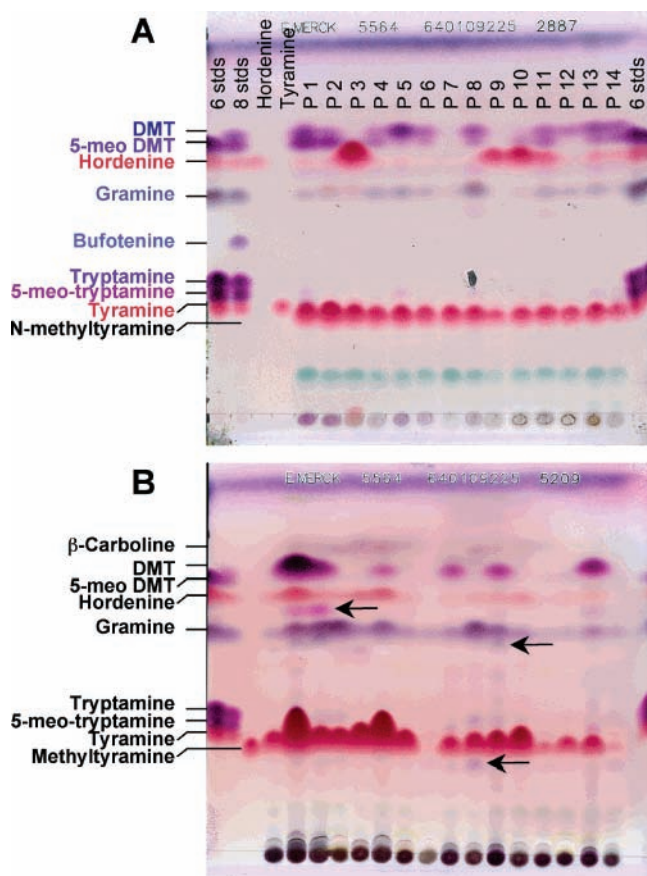 A
E.MERCK 5564 640109225 2887
6 stds
8 stds
Hordenine
Tyramine
P 1
P 2
P 3
P 4
P 5
P 6
P 7
P 8
P 9
P 10
P 11
P 12
P 13
P 14
6 stds
DMT
5-meo DMT
Hordenine
Gramine
Bufotenine
Tryptamine
5-meo-tryptamine
Tyramine
N-methyltyramine
B
E.MERCK 5554 640109225 5209
β-Carboline
DMT
5-meo DMT
Hordenine
Gramine
Tryptamine
5-meo-tryptamine
Tyramine
Methyltyramine